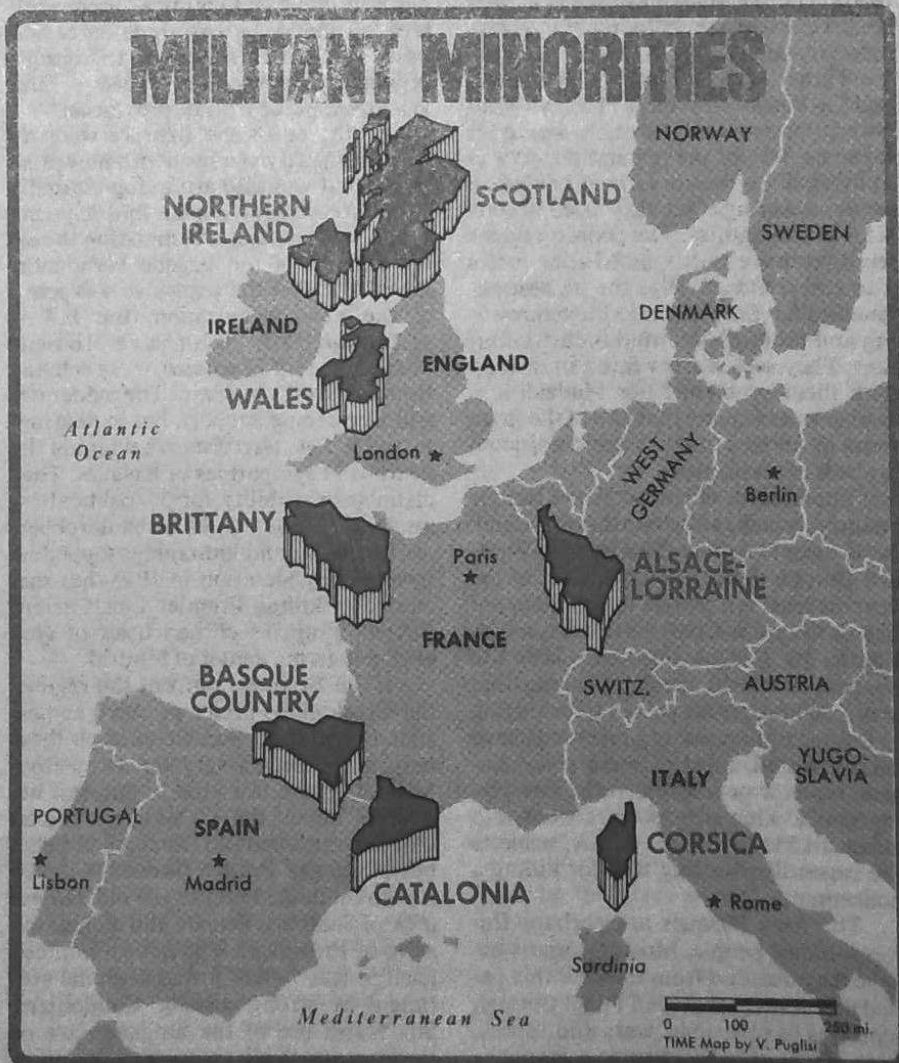 MILITANT MINORITIES
NORWAY
SCOTLAND
NORTHERN
IRELAND
SWEDEN
DENMARK
IRELAND
ENGLAND
WALES
Atlantic
Ocean
London
WEST
GERMANY
Berlin
BRITTANY
Paris
ALSACE-
LORRAINE
FRANCE
BASQUE
COUNTRY
SWITZ.
AUSTRIA
ITALY
YUGO-
SLAVIA
PORTUGAL
SPAIN
CORSICA
Lisbon
Madrid
CATALONIA
Rome
Sardinia
Mediterranean Sea
0 100 250 mi.
TIME Map by V. Puglisi